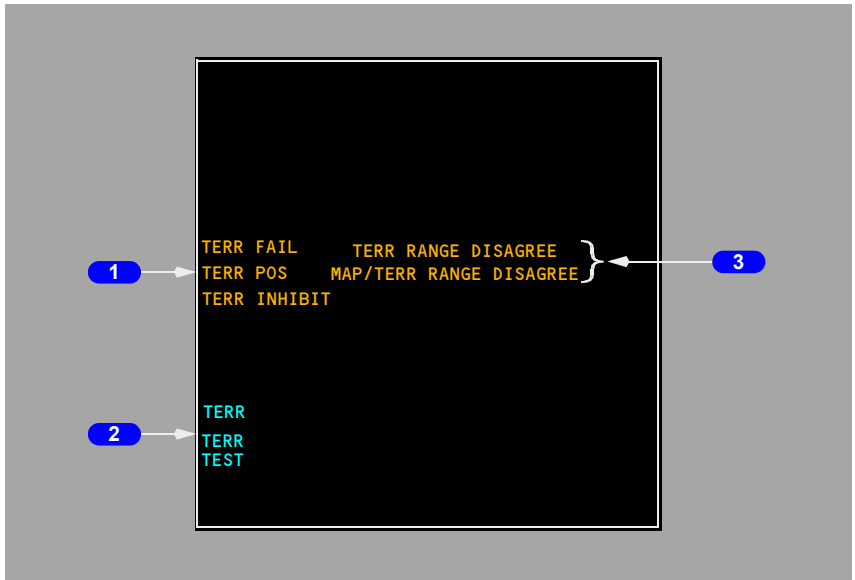 TERR FAIL
TERR RANGE DISAGREE
1
TERR POS
MAP/TERR RANGE DISAGREE
3
TERR INHIBIT
TERR
2
TERR
TEST